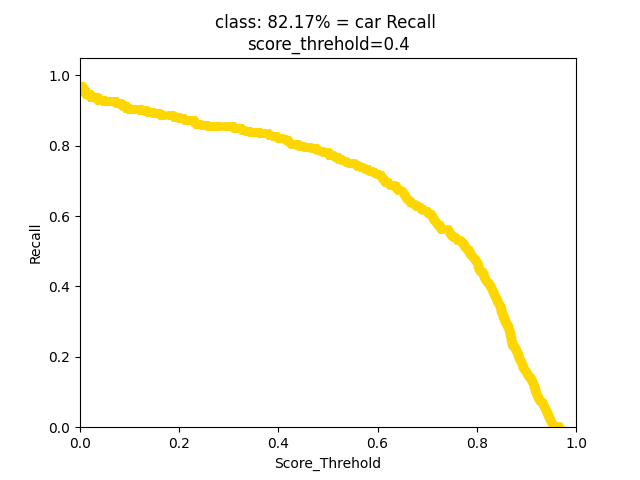 class: 82.17% = car Recall
score_threhold=0.4
1.0
0.8
0.6
0.4
0.2
0.0
Recall
0.0 0.2 0.4 0.6 0.8 1.0
Score_Threhold